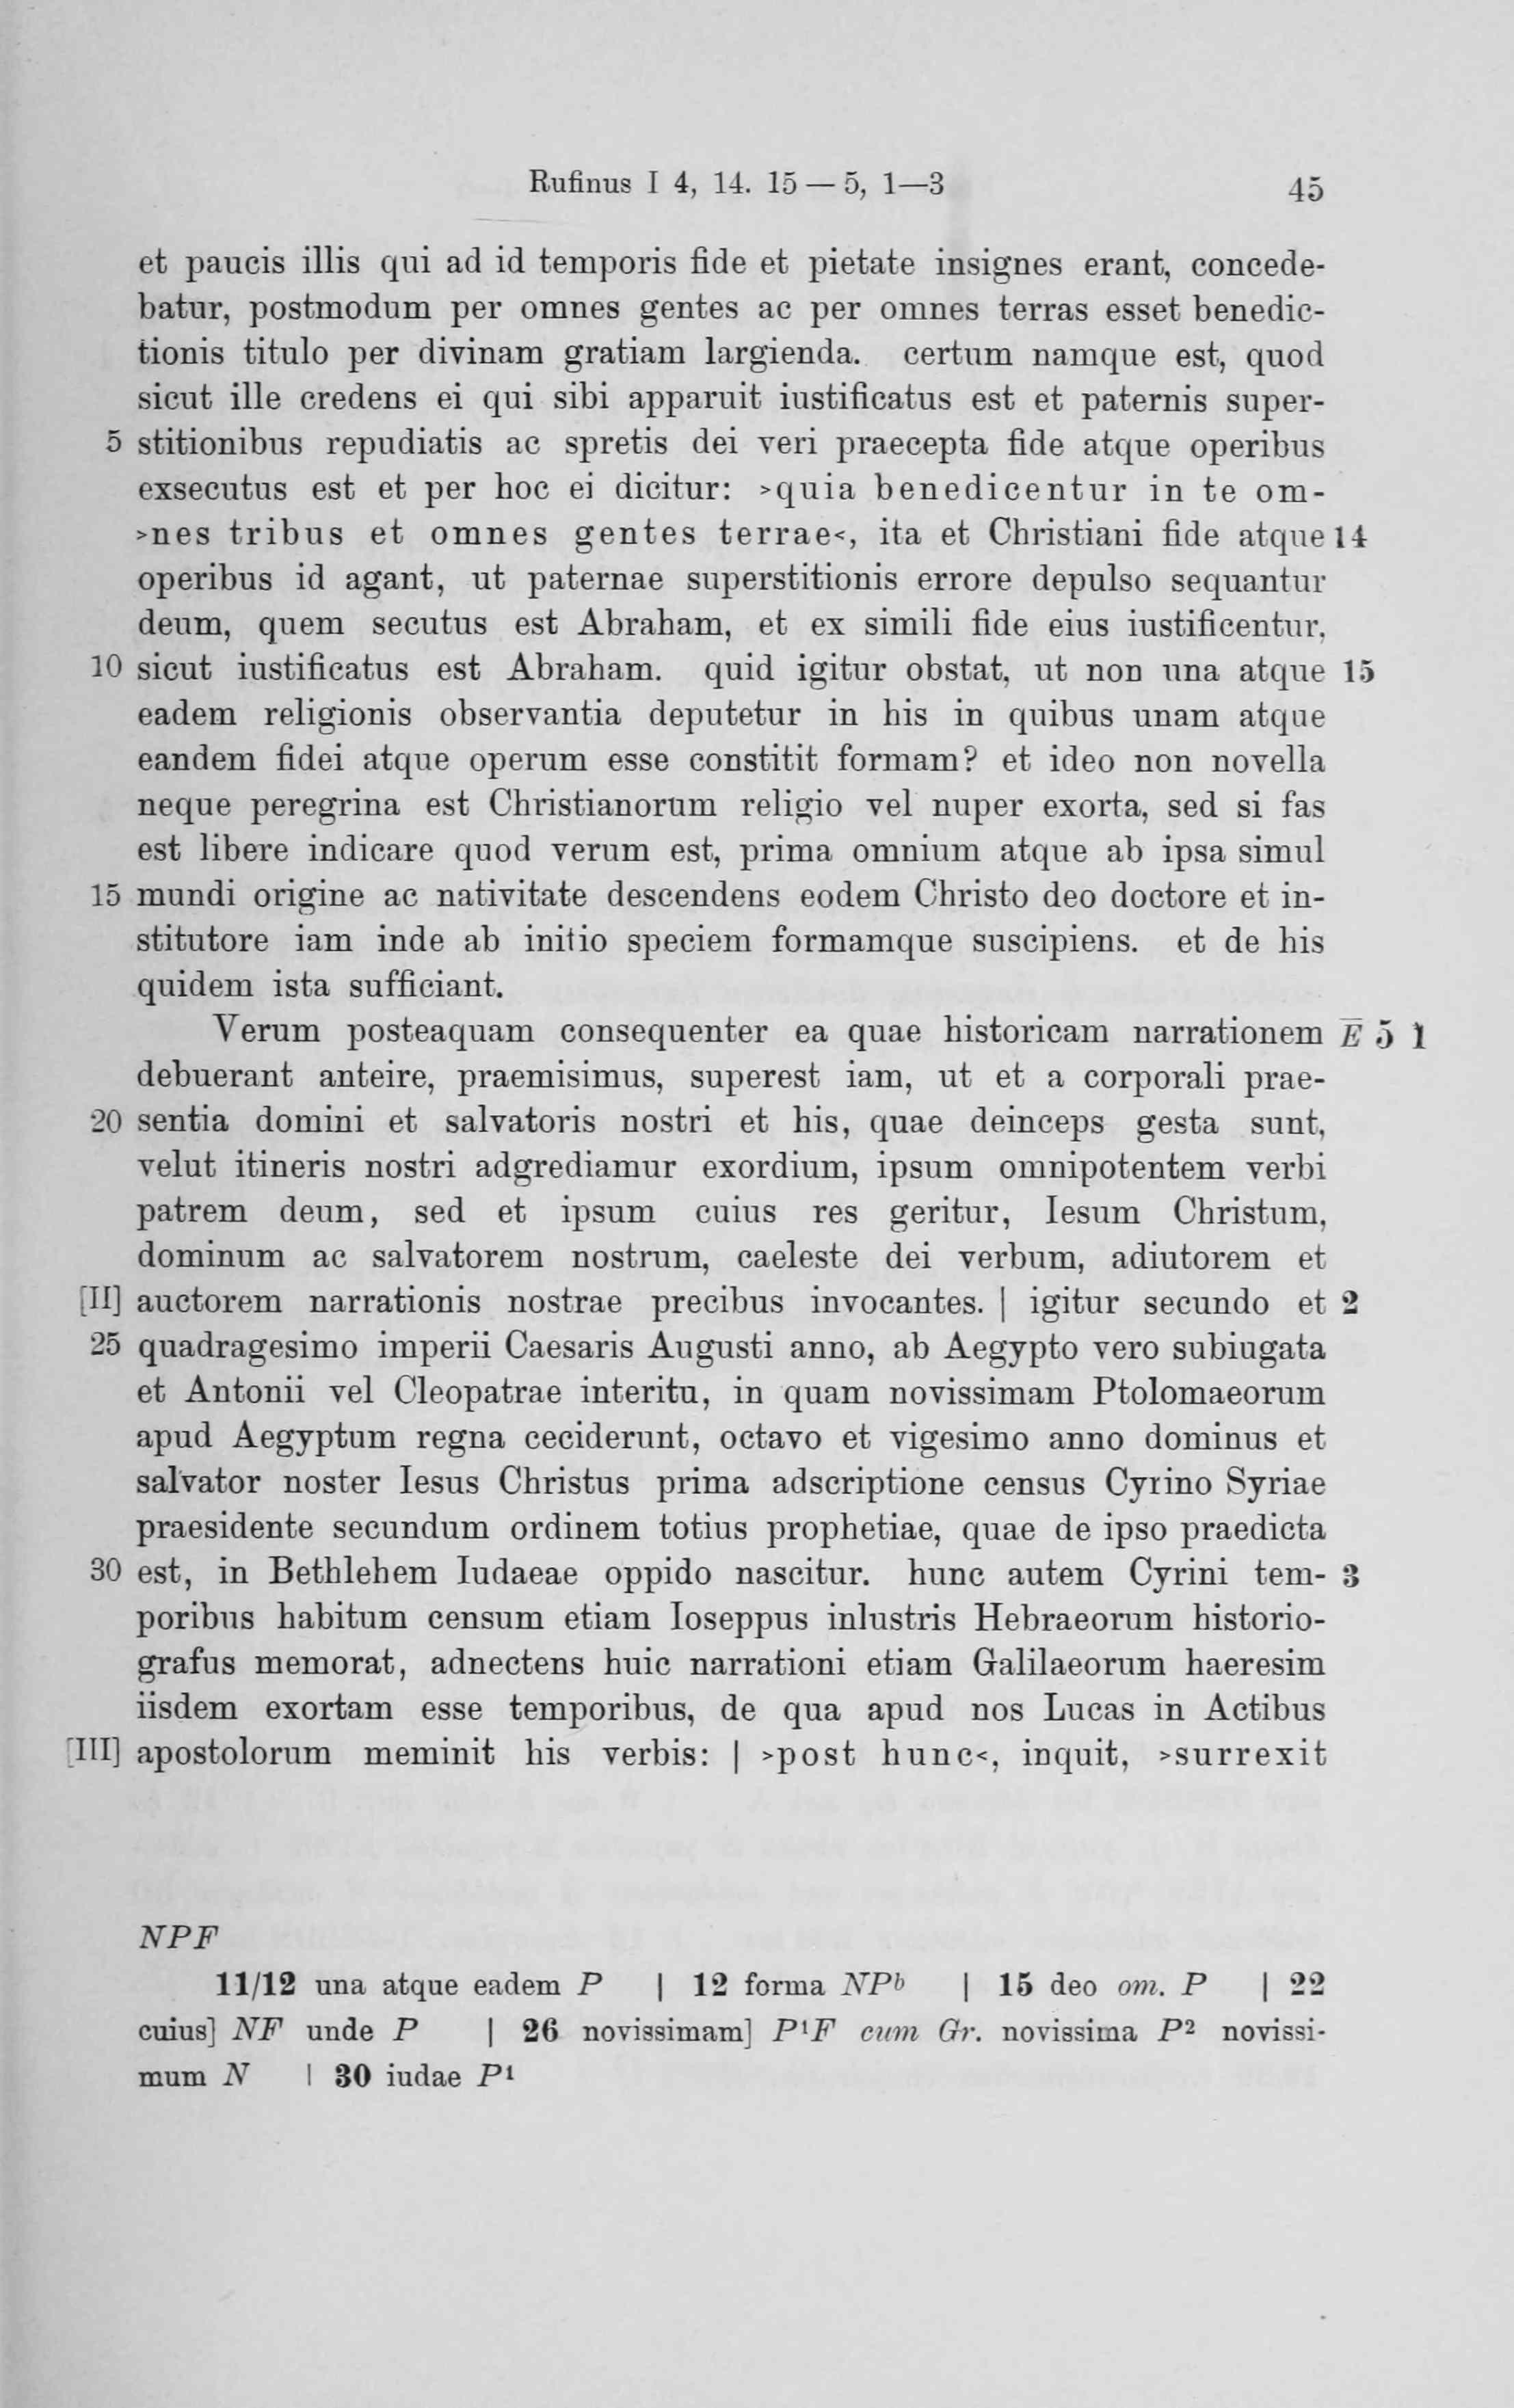 Rufinus I 4, 14. 15 — 5, 1—3 45
et paucis illis qui ad id temporis fide et pietate insignes erant, concede-
batur, postmodum per omnes gentes ac per omnes terras esset benedic-
tionis titulo per divinam gratiam largienda. certum namque est, quod
sicut ille credens ei qui sibi apparuit iustificatus est et paternis super-
5 stitionibus repudiatis ac spretis dei veri praecepta fide atque operibus
exsecutus est et per hoc ei dicitur: >quia benedicentur in te om-
>nes tribus et omnes gentes terrae<, ita et Christiani fide atque 14
operibus id agant, ut paternae superstitionis errore depulso sequantur
deum, quem secutus est Abraham, et ex simili fide eius iustificentur,
10 sicut iustificatus est Abraham. quid igitur obstat, ut non una atque 15
eadem religionis observantia deputetur in his in quibus unam atque
eandem fidei atque operum esse constitit formam? et ideo non novella
neque peregrina est Christianorum religio vel nuper exorta, sed si fas
est libere indicare quod verum est, prima omnium atque ab ipsa simul
15 mundi origine ac nativitate descendens eodem Christo deo doctore et in-
stitutore iam inde ab initio speciem formamque suscipiens. et de his
quidem ista sufficiant.
Verum posteaquam consequenter ea quae historicam narrationem E̅ 5 1
debuerant anteire, praemisimus, superest iam, ut et a corporali prae-
20 sentia domini et salvatoris nostri et his, quae deinceps gesta sunt,
velut itineris nostri adgrediamur exordium, ipsum omnipotentem verbi
patrem deum, sed et ipsum cuius res geritur, Iesum Christum,
dominum ac salvatorem nostrum, caeleste dei verbum, adiutorem et
[II] auctorem narrationis nostrae precibus invocantes. | igitur secundo et 2
25 quadragesimo imperii Caesaris Augusti anno, ab Aegypto vero subiugata
et Antonii vel Cleopatrae interitu, in quam novissimam Ptolomaeorum
apud Aegyptum regna ceciderunt, octavo et vigesimo anno dominus et
salvator noster Iesus Christus prima adscriptione census Cyrino Syriae
praesidente secundum ordinem totius prophetiae, quae de ipso praedicta
30 est, in Bethlehem Iudaeae oppido nascitur. hunc autem Cyrini tem- 3
poribus habitum censum etiam Ioseppus inlustris Hebraeorum historio-
grafus memorat, adnectens huic narrationi etiam Galilaeorum haeresim
iisdem exortam esse temporibus, de qua apud nos Lucas in Actibus
[III] apostolorum meminit his verbis: | >post hunc<, inquit, >surrexit
NPF
11/12 una atque eadem P | 12 forma NPᵇ | 15 deo om. P | 22
cuius] NF unde P | 26 novissimam] P¹F cum Gr. novissima P² novissi-
mum N | 30 iudae P¹